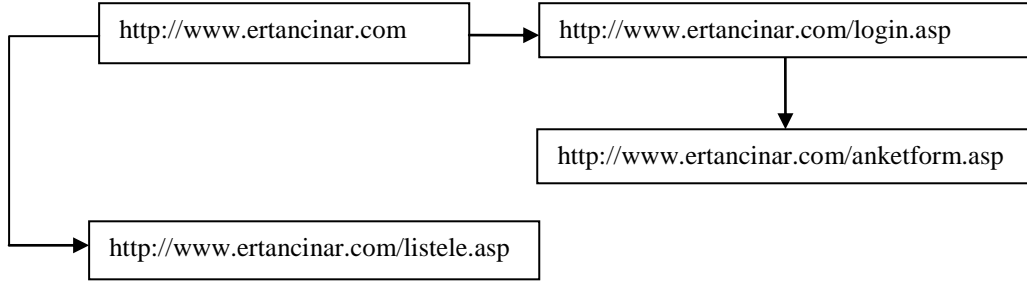 http://www.ertancinar.com
http://www.ertancinar.com/login.asp
http://www.ertancinar.com/anketform.asp
http://www.ertancinar.com/listele.asp